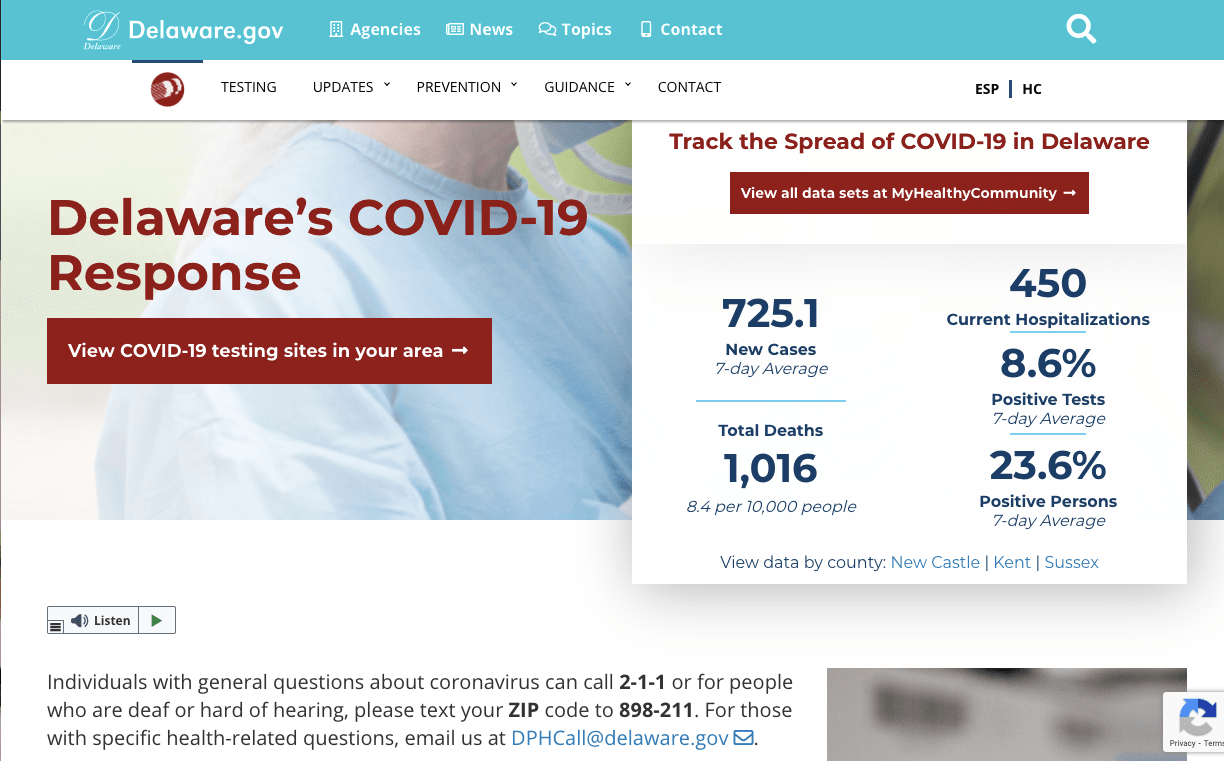 Delaware
Delaware.gov
Agencies
News
Topics
Contact
TESTING
UPDATES
PREVENTION
GUIDANCE
CONTACT
ESP | HC
Delaware’s COVID-19
Response
View COVID-19 testing sites in your area →
Track the Spread of COVID-19 in Delaware
View all data sets at MyHealthyCommunity →
725.1
New Cases
7-day Average
Total Deaths
1,016
8.4 per 10,000 people
450
Current Hospitalizations
8.6%
Positive Tests
7-day Average
23.6%
Positive Persons
7-day Average
View data by county: New Castle | Kent | Sussex
Listen
Individuals with general questions about coronavirus can call 2-1-1 or for people
who are deaf or hard of hearing, please text your ZIP code to 898-211. For those
with specific health-related questions, email us at DPHCall@delaware.gov.
Privacy - Terms